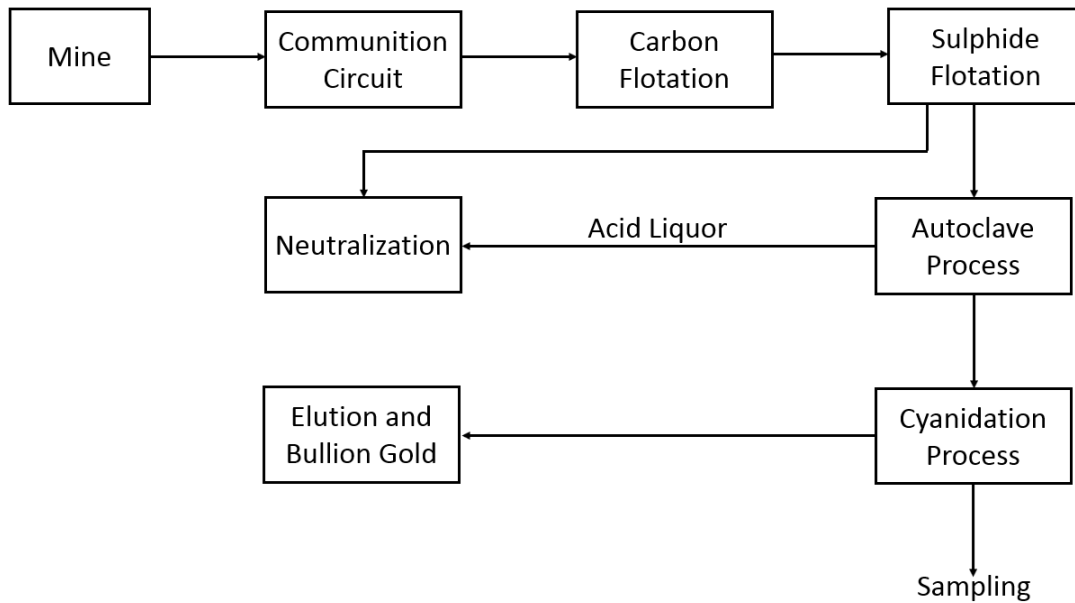 Mine
Communition
Circuit
Carbon
Flotation
Sulphide
Flotation
Neutralization
Acid Liquor
Autoclave
Process
Elution and
Bullion Gold
Cyanidation
Process
Sampling